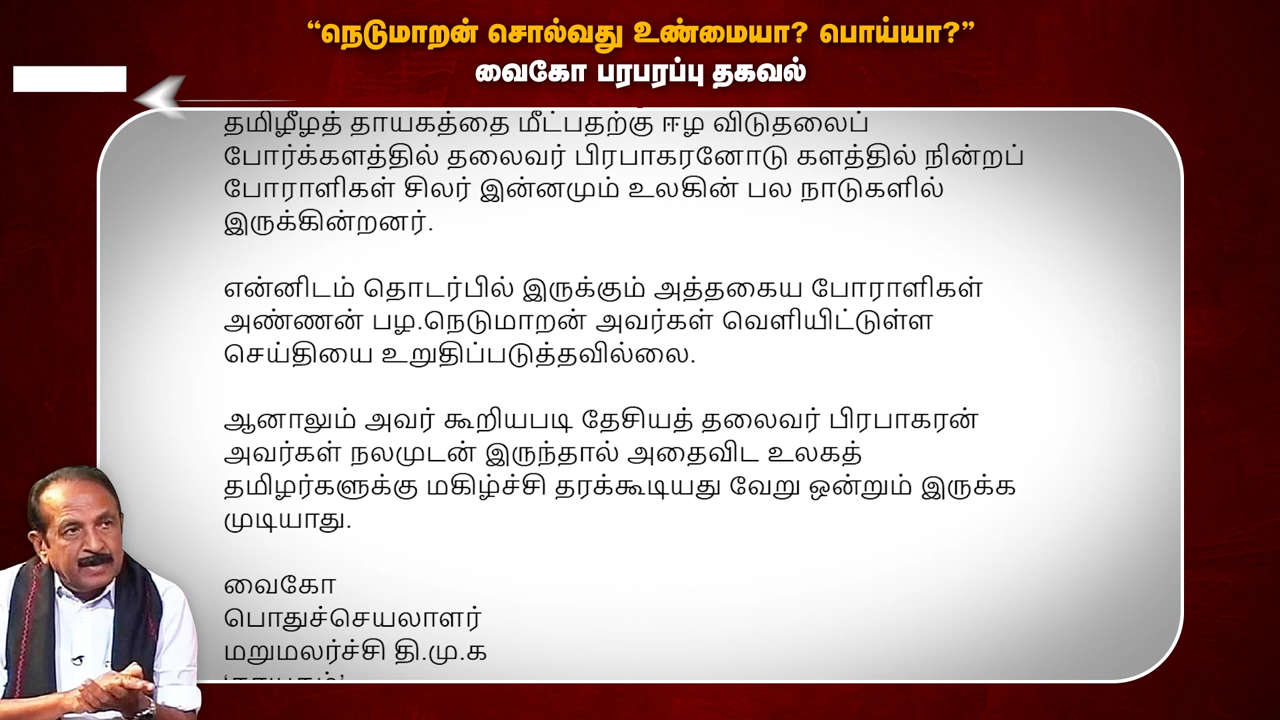 “நெடுமாறன் சொல்வது உண்மையா? பொய்யா?”
வைகோ பரபரப்பு தகவல்
தமிழீழத் தாயகத்தை மீட்பதற்கு ஈழ விடுதலைப்
போர்க்களத்தில் தலைவர் பிரபாகரனோடு களத்தில் நின்றப்
போராளிகள் சிலர் இன்னமும் உலகின் பல நாடுகளில்
இருக்கின்றனர்.
என்னிடம் தொடர்பில் இருக்கும் அத்தகைய போராளிகள்
அண்ணன் பழ.நெடுமாறன் அவர்கள் வெளியிட்டுள்ள
செய்தியை உறுதிப்படுத்தவில்லை.
ஆனாலும் அவர் கூறியபடி தேசியத் தலைவர் பிரபாகரன்
அவர்கள் நலமுடன் இருந்தால் அதைவிட உலகத்
தமிழர்களுக்கு மகிழ்ச்சி தரக்கூடியது வேறு ஒன்றும் இருக்க
முடியாது.
வைகோ
பொதுச்செயலாளர்
மறுமலர்ச்சி தி.மு.க